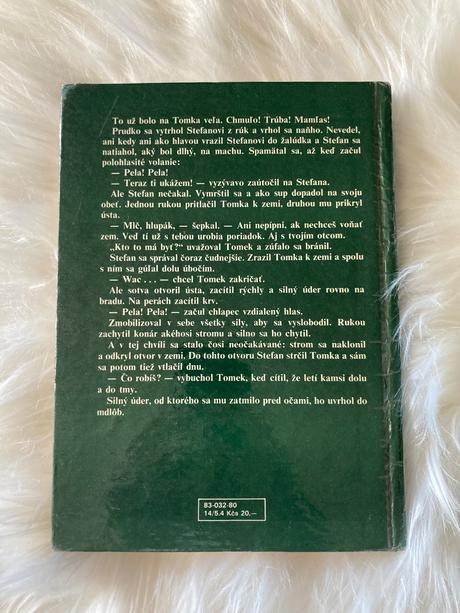 To už bolo na Tomka veľa. Chmuľo! Trúba! Mamľas!
Prudko sa vytrhol Stefanovi z rúk a vrhol sa naňho. Nevedel,
ani kedy ani ako hlavou vrazil Stefanovi do žalúdka a Stefan sa
natiahol, aký bol dlhý, na machu. Spamätal sa, až keď začul
polohlasité volanie:
— Pela! Pela!
— Teraz ti ukážem! — vyzývavo zaútočil na Stefana.
Ale Stefan nečakal. Vymrštil sa a ako sup dopadol na svoju
obeť. Jednou rukou pritlačil Tomka k zemi, druhou mu prikryl
ústa.
— Mlč, hlupák, — šepkal. — Ani nepípni, ak nechceš voňať
zem. Veď ti už s tebou urobia poriadok. Aj s tvojím otcom.
„Kto to má byť?“ uvažoval Tomek a zúfalo sa bránil.
Stefan sa správal čoraz čudnejšie. Zrazil Tomka k zemi a spolu
s ním sa gúľal dolu úbočím.
— Wac . . . — chcel Tomek zakričať.
Ale sotva otvoril ústa, zacítil rýchly a silný úder rovno na
bradu. Na perách zacítil krv.
— Pela! Pela! — začul chlapec vzdialený hlas.
Zmobilizoval v sebe všetky sily, aby sa vyslobodil. Rukou
zachytil konár akéhosi stromu a silno sa ho chytil.
A v tej chvíli sa stalo čosi neočakávané: strom sa naklonil
a odkryl otvor v zemi. Do tohto otvoru Stefan strčil Tomka a sám
sa potom tiež vtlačil dnu.
— Čo robíš? — vybuchol Tomek, keď cítil, že letí kamsi dolu
a do tmy.
Silný úder, od ktorého sa mu zatmilo pred očami, ho uvrhol do
mdlôb.
83-032-80
14/5.4 Kčs 20,—